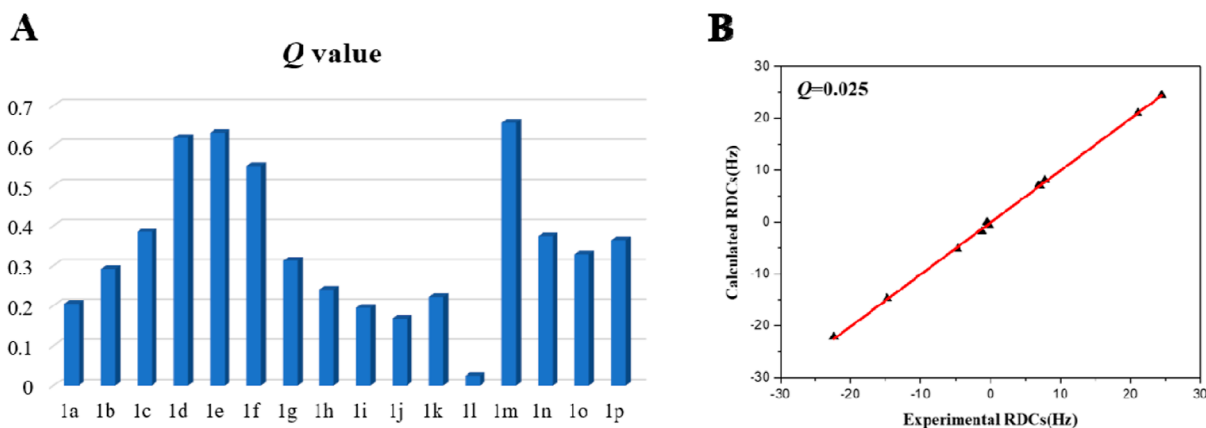 A
Q value
0.7
0.6
0.5
0.4
0.3
0.2
0.1
0
1a 1b 1c 1d 1e 1f 1g 1h 1i 1j 1k 1l 1m 1n 1o 1p
B
Q=0.025
Calculated RDCs(Hz)
30
20
10
0
-10
-20
-30
-30 -20 -10 0 10 20 30
Experimental RDCs(Hz)